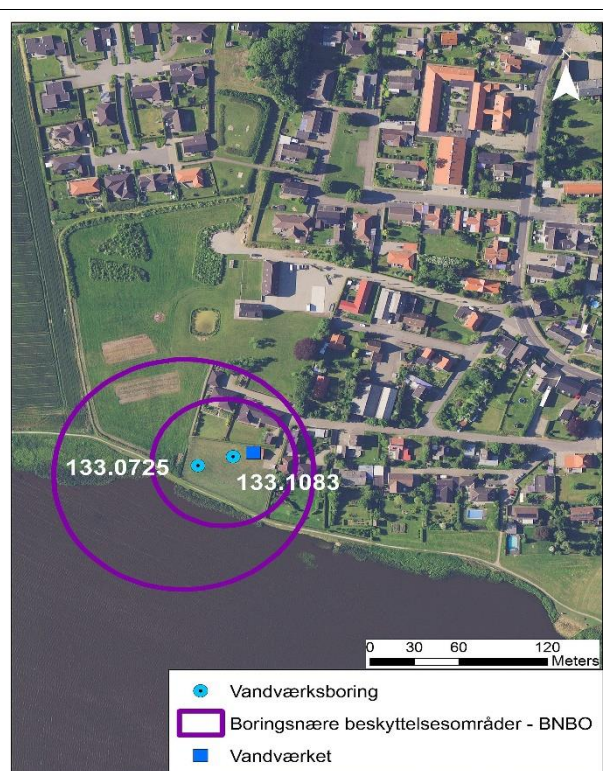 133.0725
133.1083
0 30 60 120
Meters
Vandværksboring
Boringsnære beskyttelsesområder - BNBO
Vandværket